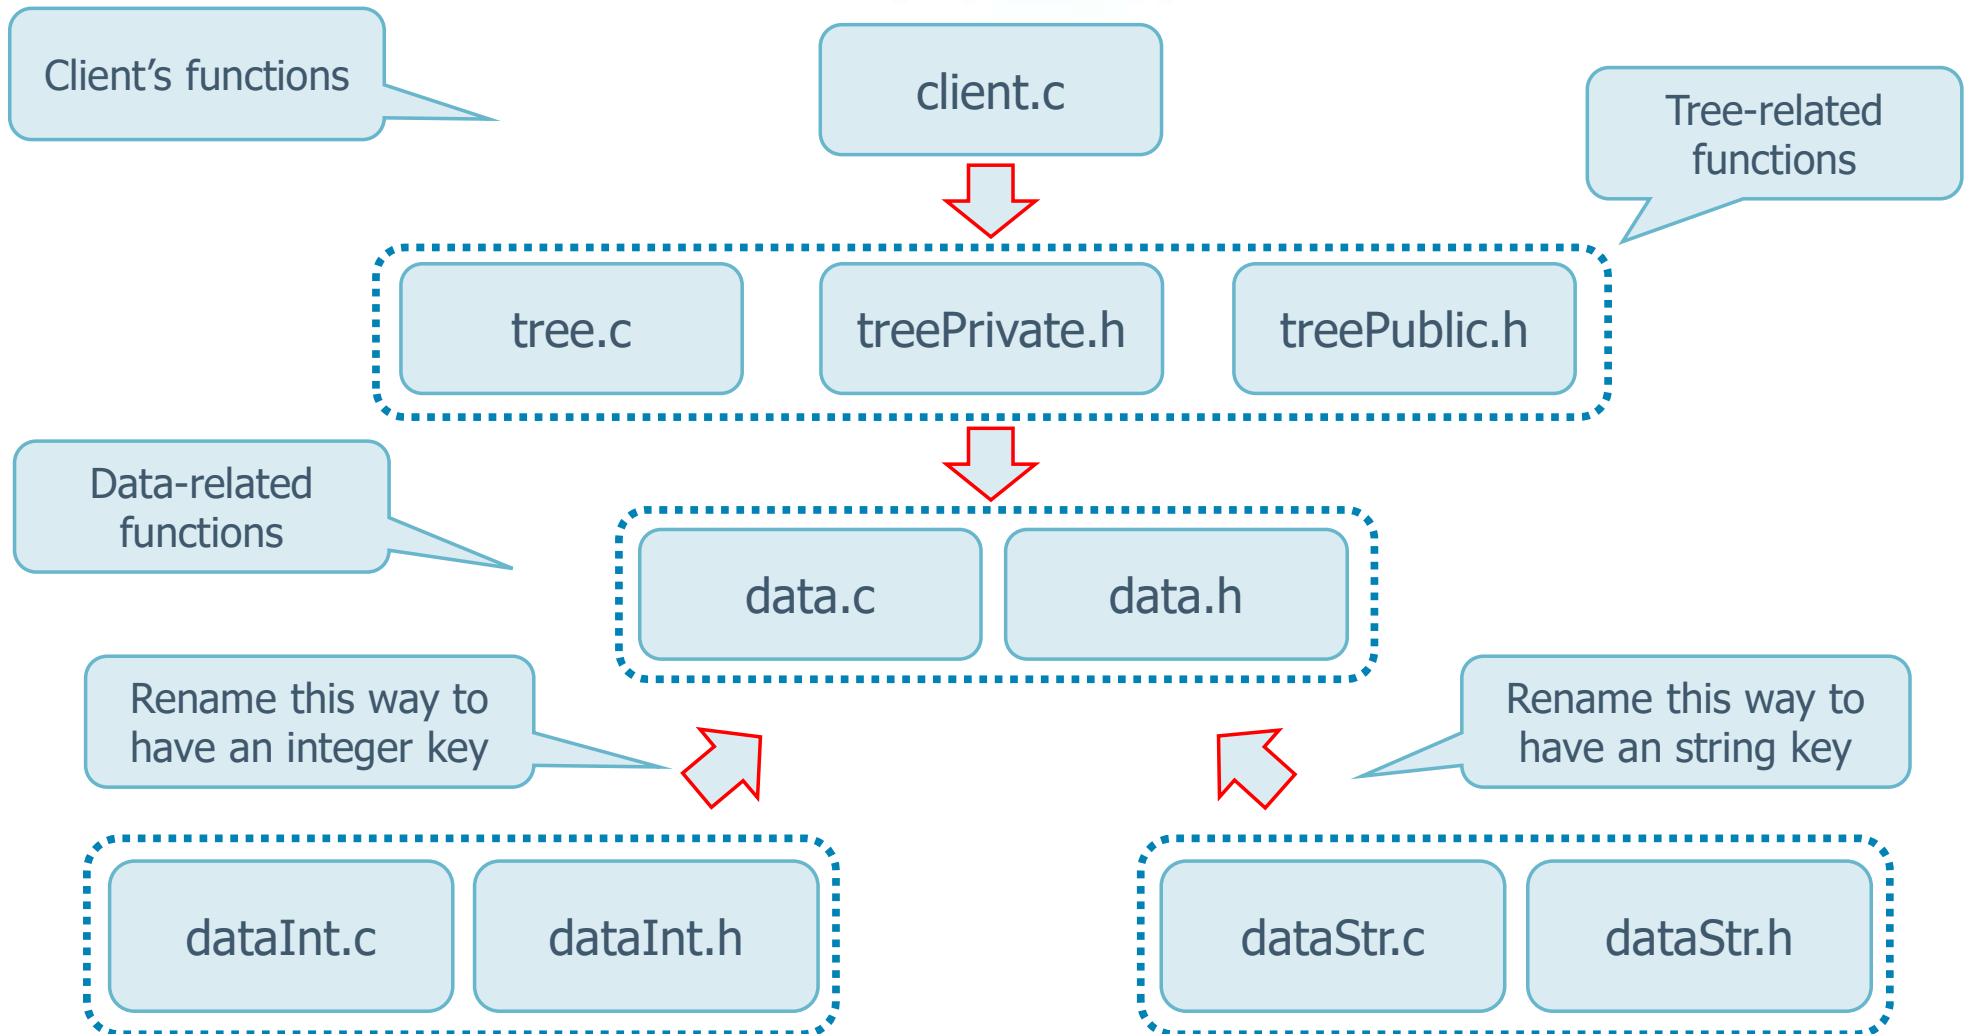 Client’s functions
client.c
Tree-related
functions
tree.c
treePrivate.h
treePublic.h
Data-related
functions
data.c
data.h
Rename this way to
have an integer key
Rename this way to
have an string key
dataInt.c
dataInt.h
dataStr.c
dataStr.h